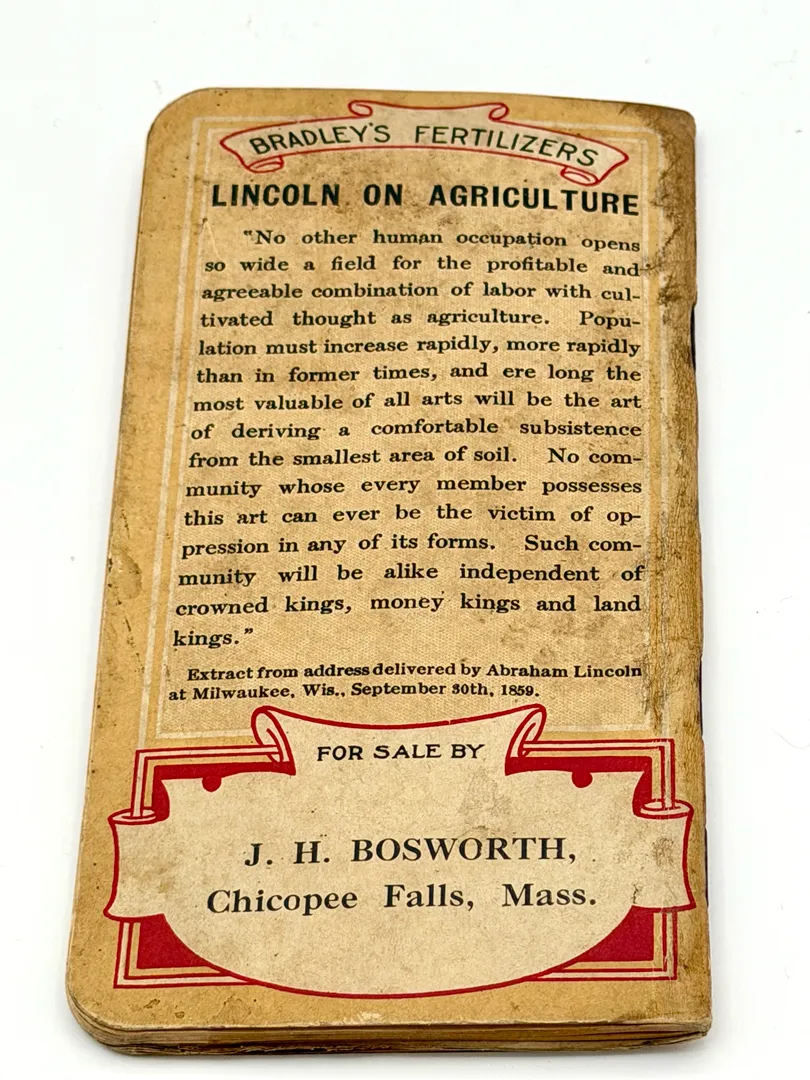 BRADLEY'S FERTILIZERS
LINCOLN ON AGRICULTURE
"No other human occupation opens
so wide a field for the profitable and
agreeable combination of labor with cul-
tivated thought as agriculture. Popu-
lation must increase rapidly, more rapidly
than in former times, and ere long the
most valuable of all arts will be the art
of deriving a comfortable subsistence
from the smallest area of soil. No com-
munity whose every member possesses
this art can ever be the victim of op-
pression in any of its forms. Such com-
munity will be alike independent of
crowned kings, money kings and land
kings."
Extract from address delivered by Abraham Lincoln
at Milwaukee, Wis., September 30th, 1859.
FOR SALE BY
J. H. BOSWORTH,
Chicopee Falls, Mass.